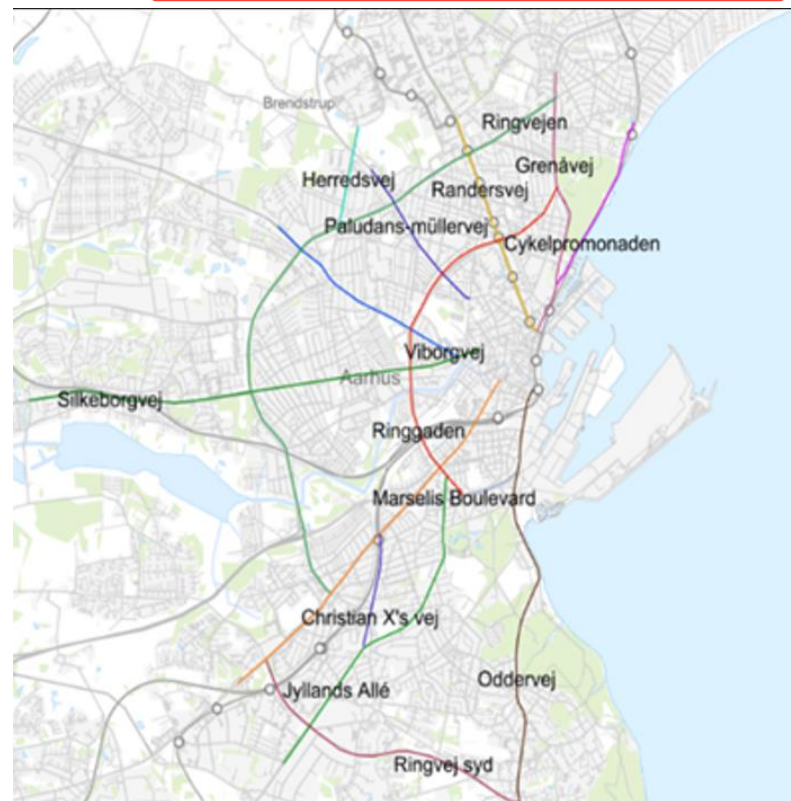 Brendstrup
Ringvejen
Grenåvej
Herredsvej
Randersvej
Paludans-müllervej
Cykelpromonaden
Viborgvej
Aarhus
Silkeborgvej
Ringgaden
Marselis Boulevard
Christian X's vej
Oddervej
Jyllands Allé
Ringvej syd